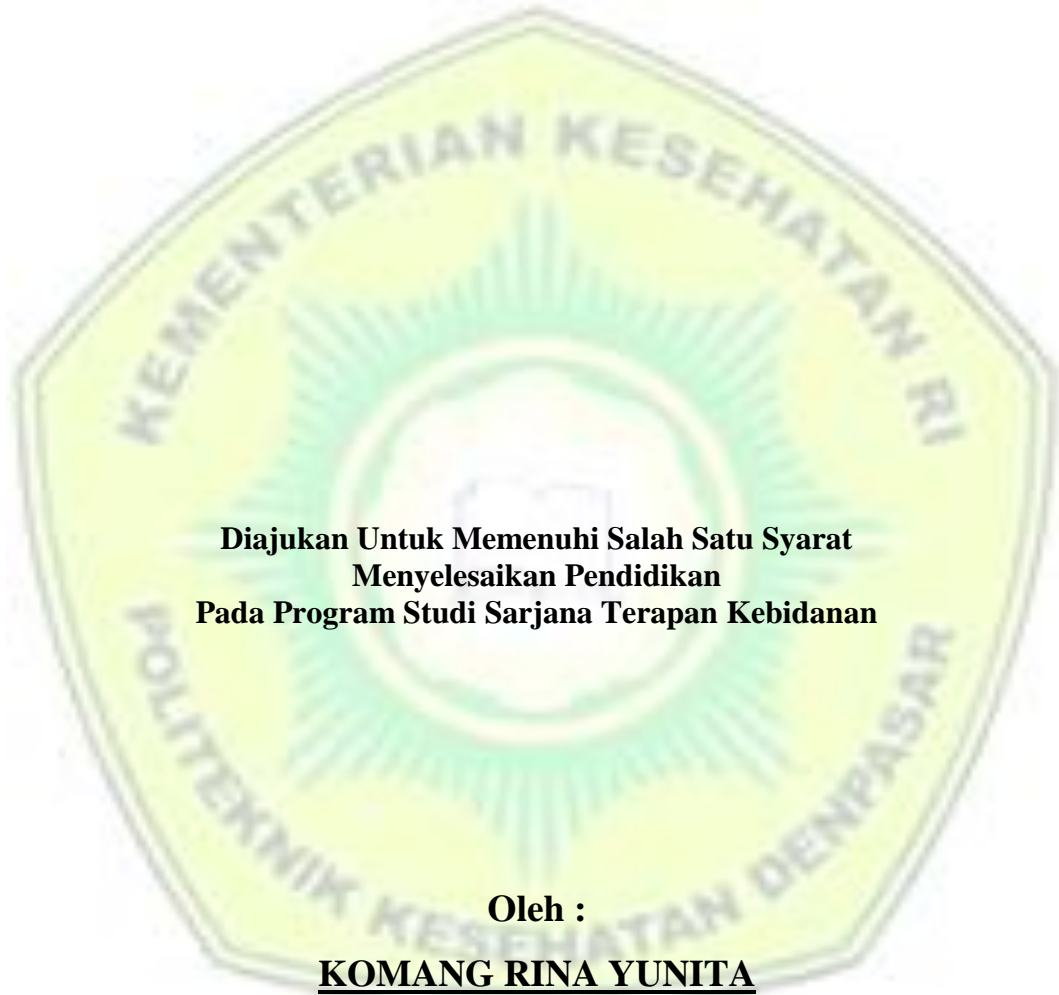 KEMENTERIAN KESEHATAN RI
Diajukan Untuk Memenuhi Salah Satu Syarat
Menyelesaikan Pendidikan
Pada Program Studi Sarjana Terapan Kebidanan
POLITEKNIK KESEHATAN DENPASAR
Oleh :
KOMANG RINA YUNITA